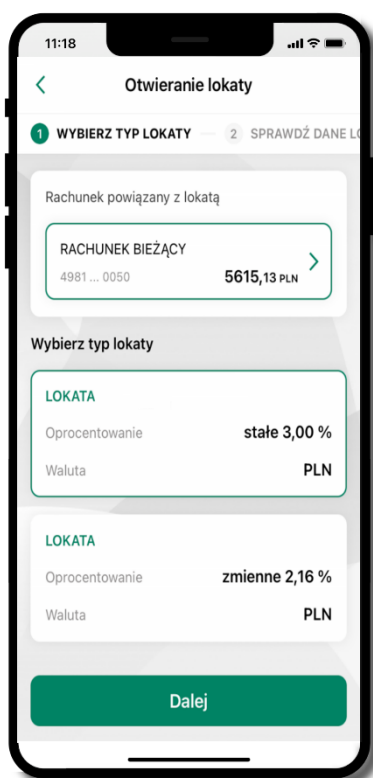 11:18
Otwieranie lokaty
1 WYBIERZ TYP LOKATY 2 SPRAWDŹ DANE LO
Rachunek powiązany z lokatą
RACHUNEK BIEŻĄCY
4981 ... 0050 5615,13 PLN
Wybierz typ lokaty
LOKATA
Oprocentowanie stałe 3,00 %
Waluta PLN
LOKATA
Oprocentowanie zmienne 2,16 %
Waluta PLN
Dalej